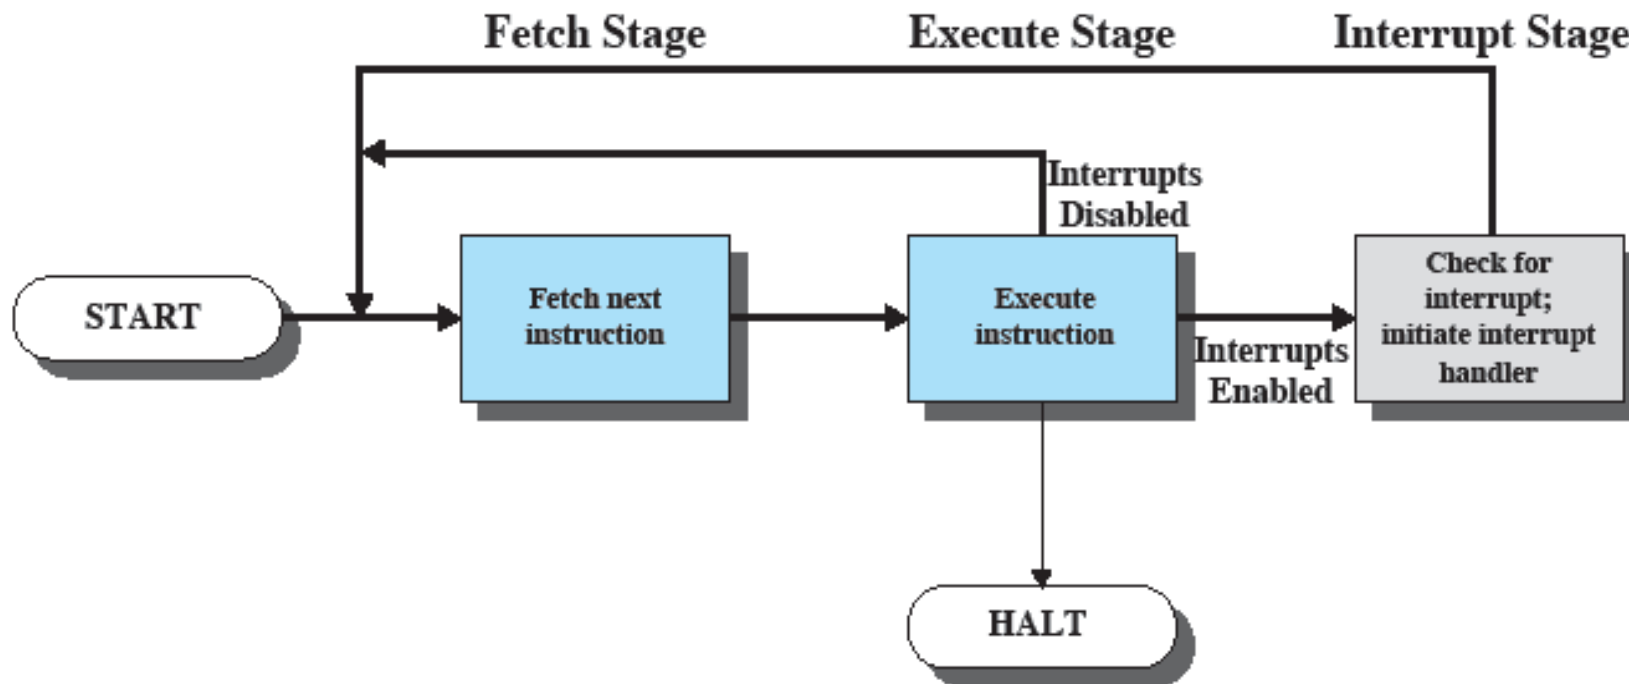 Fetch Stage
Execute Stage
Interrupt Stage
Interrupts
Disabled
START
Fetch next
instruction
Execute
instruction
Interrupts
Enabled
Check for
interrupt;
initiate interrupt
handler
HALT